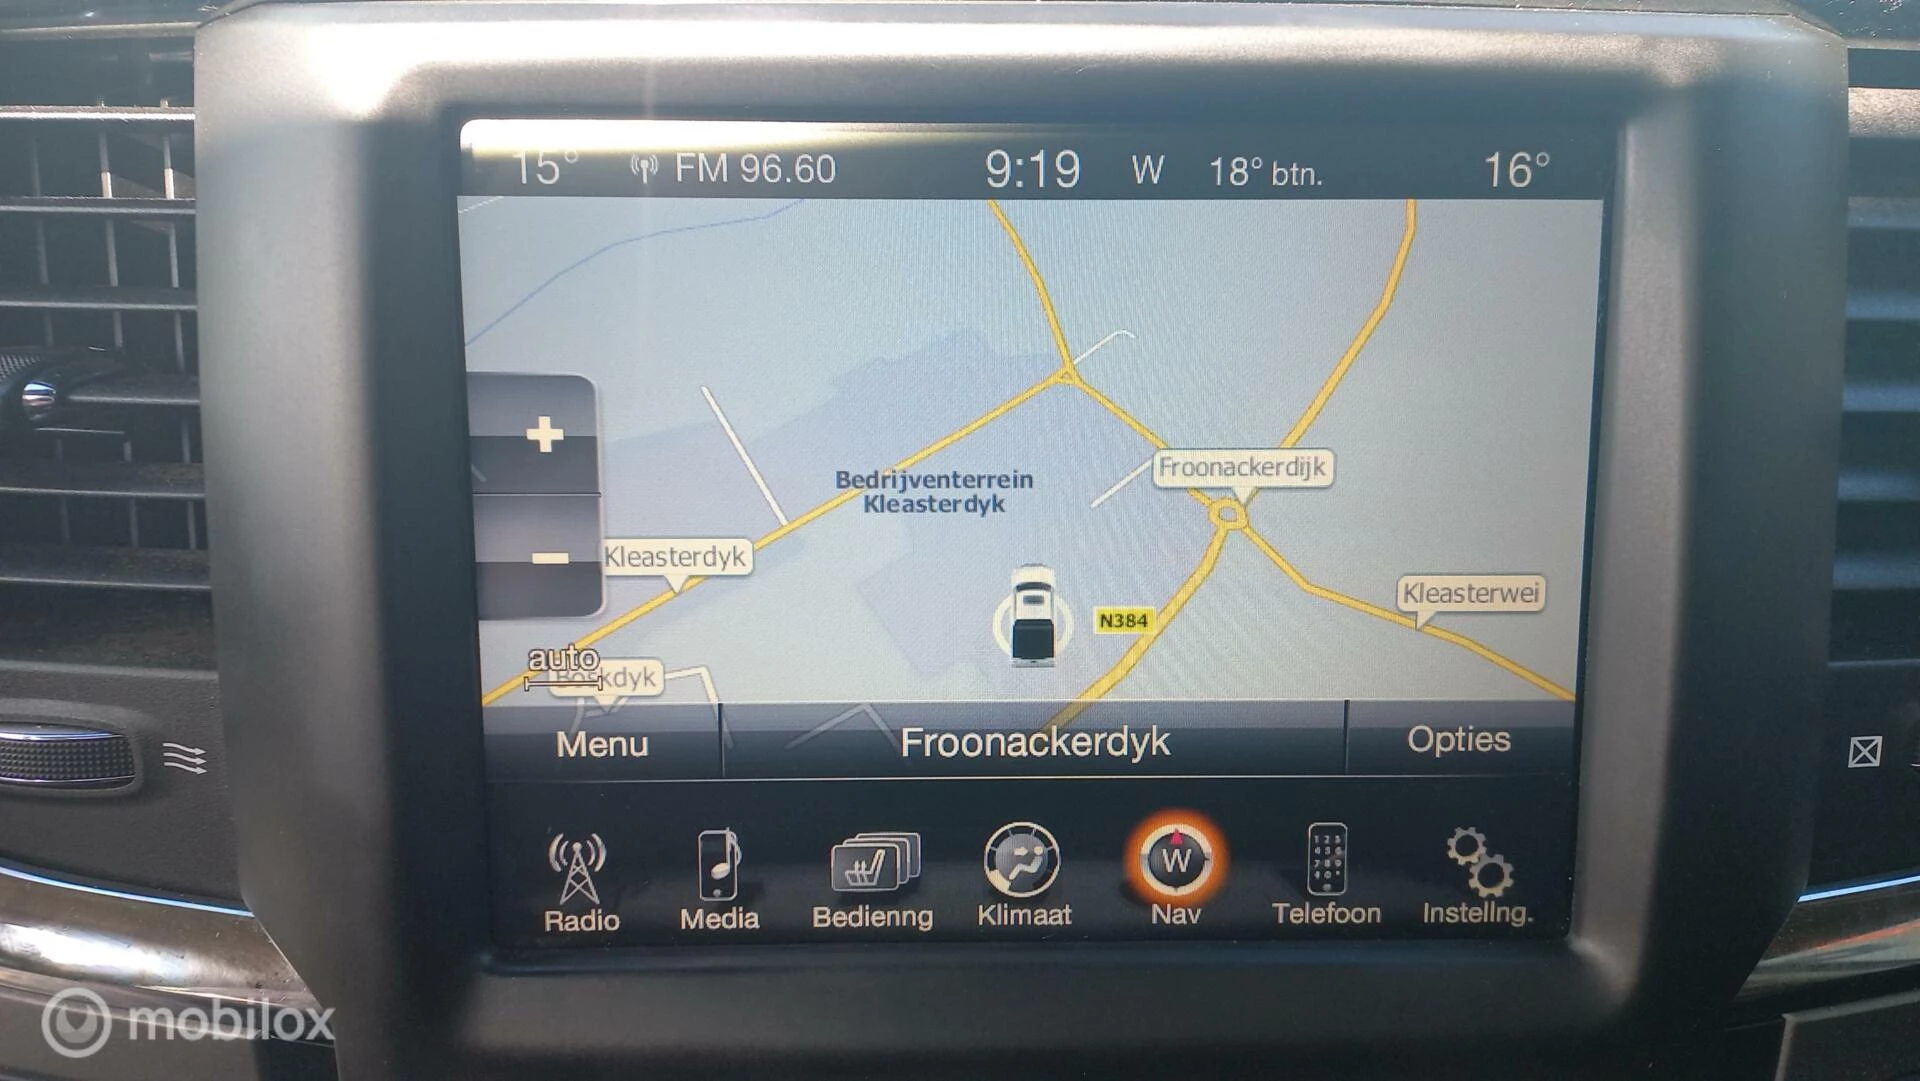 15° FM 96.60 9:19 W 18° btn. 16°
Froonackerdijk
Bedrijventerrein
Kleasterdyk
Kleasterdyk
Kleasterwei
N384
auto
Menu Froonackerdyk Opties
W
Radio Media Bedienng Klimaat Nav Telefoon Instellng.
mobilox